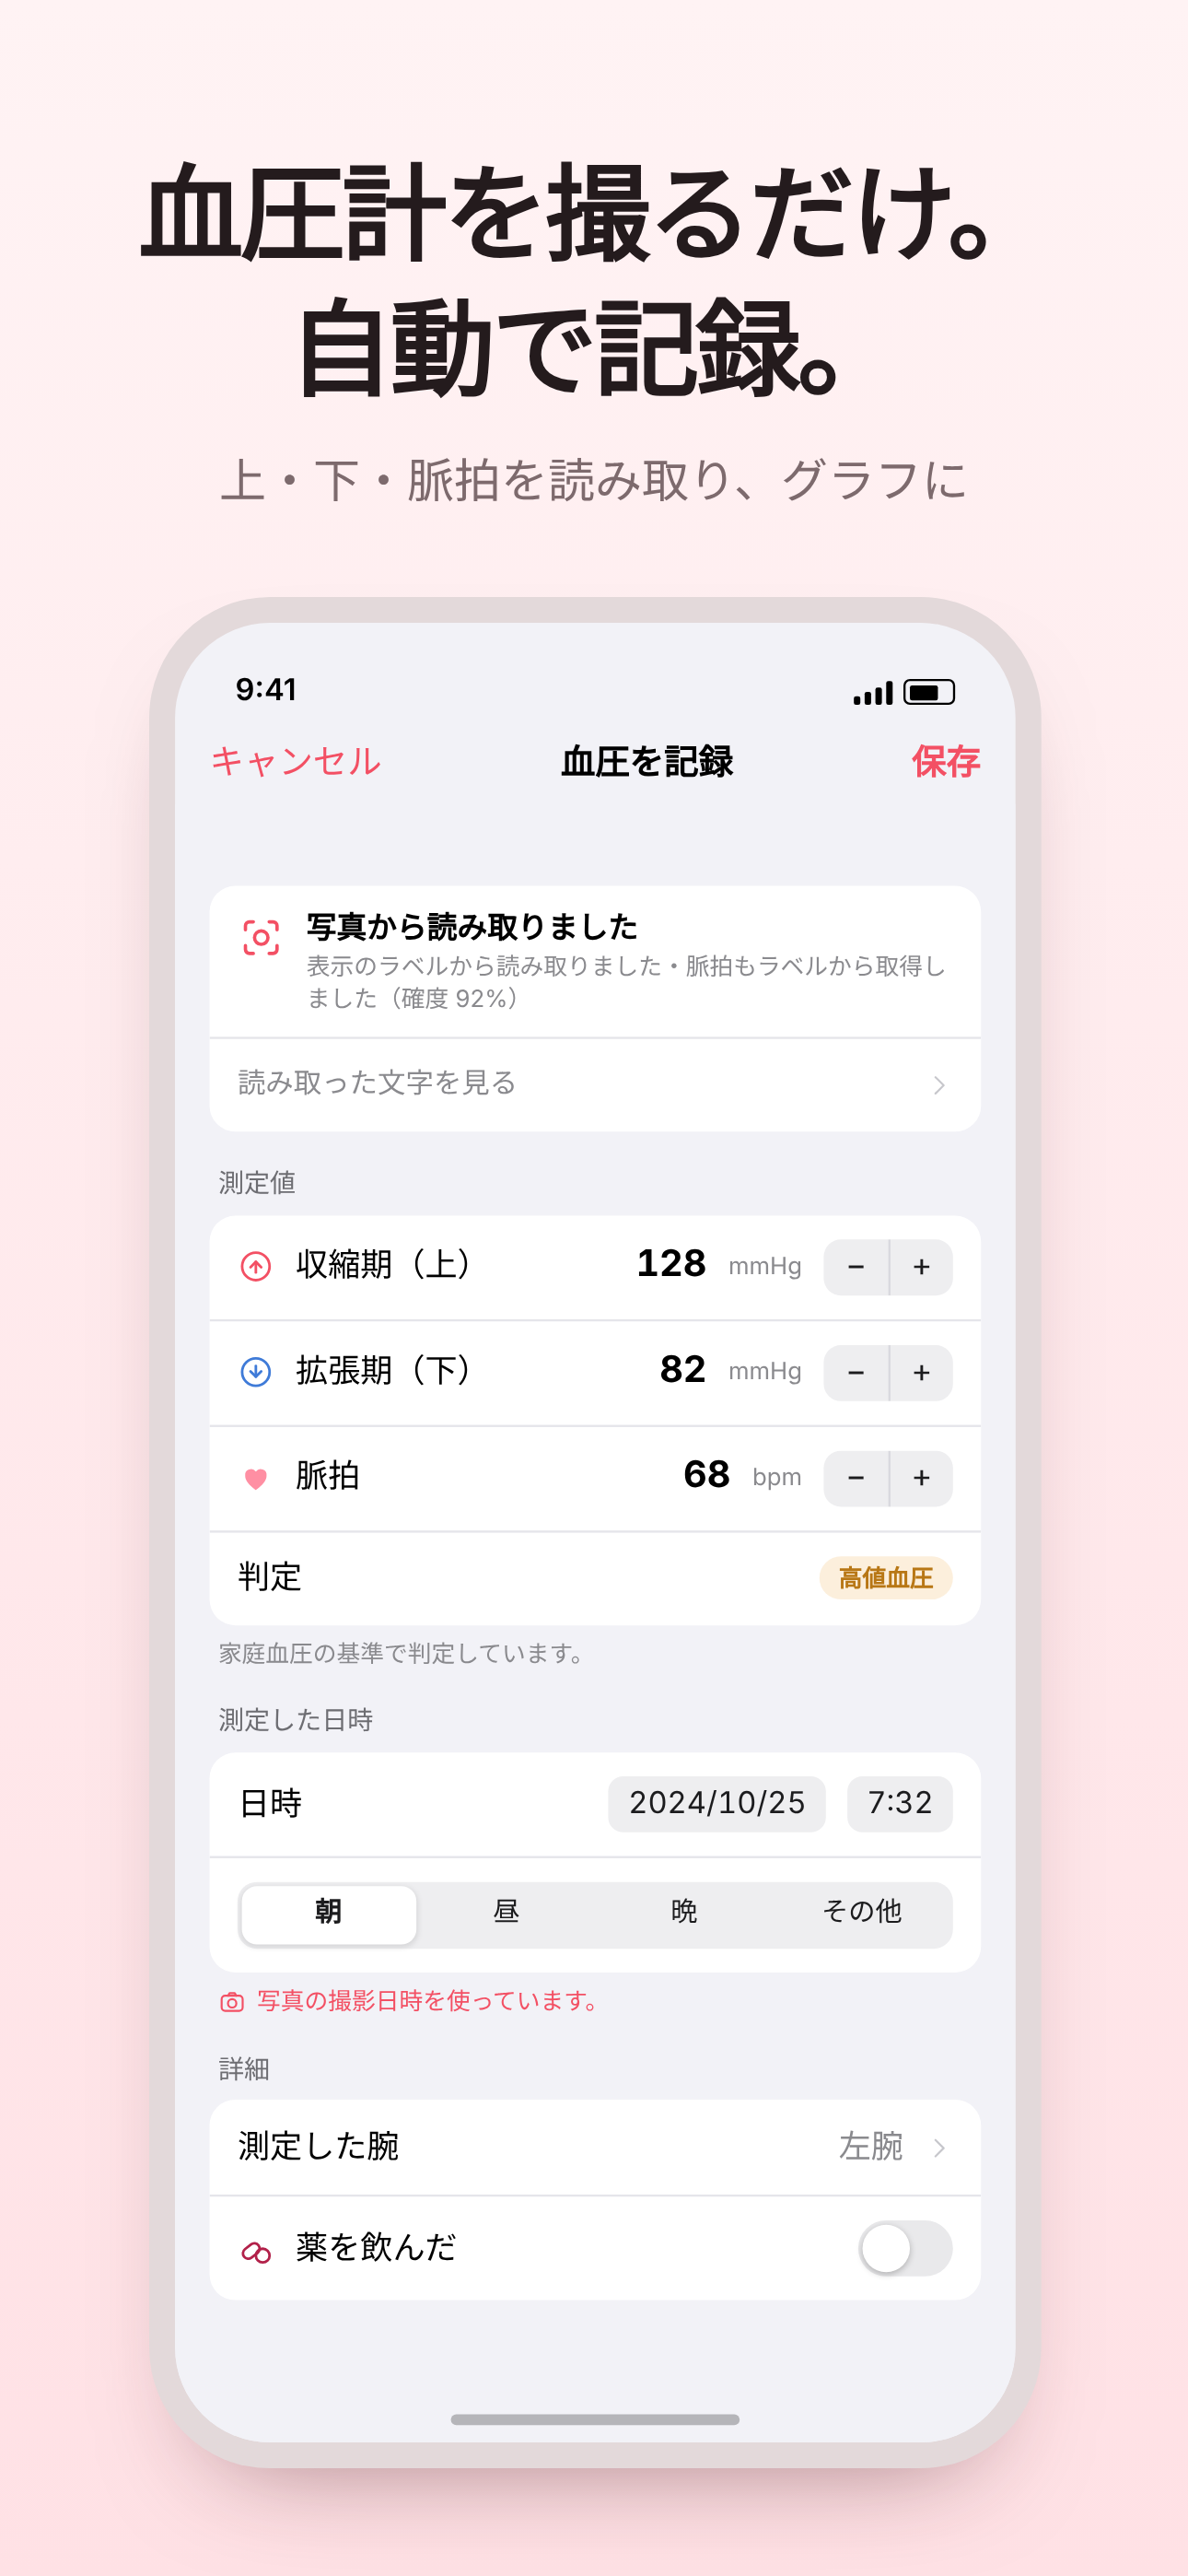 血圧計を撮るだけ。
自動で記録。
上・下・脈拍を読み取り、グラフに
9:41
キャンセル 血圧を記録 保存
写真から読み取りました
表示のラベルから読み取りました・脈拍もラベルから取得し
ました（確度 92%）
読み取った文字を見る
測定値
収縮期（上） 128 mmHg − +
拡張期（下） 82 mmHg − +
脈拍 68 bpm − +
判定 高値血圧
家庭血圧の基準で判定しています。
測定した日時
日時 2024/10/25 7:32
朝 昼 晩 その他
写真の撮影日時を使っています。
詳細
測定した腕 左腕
薬を飲んだ